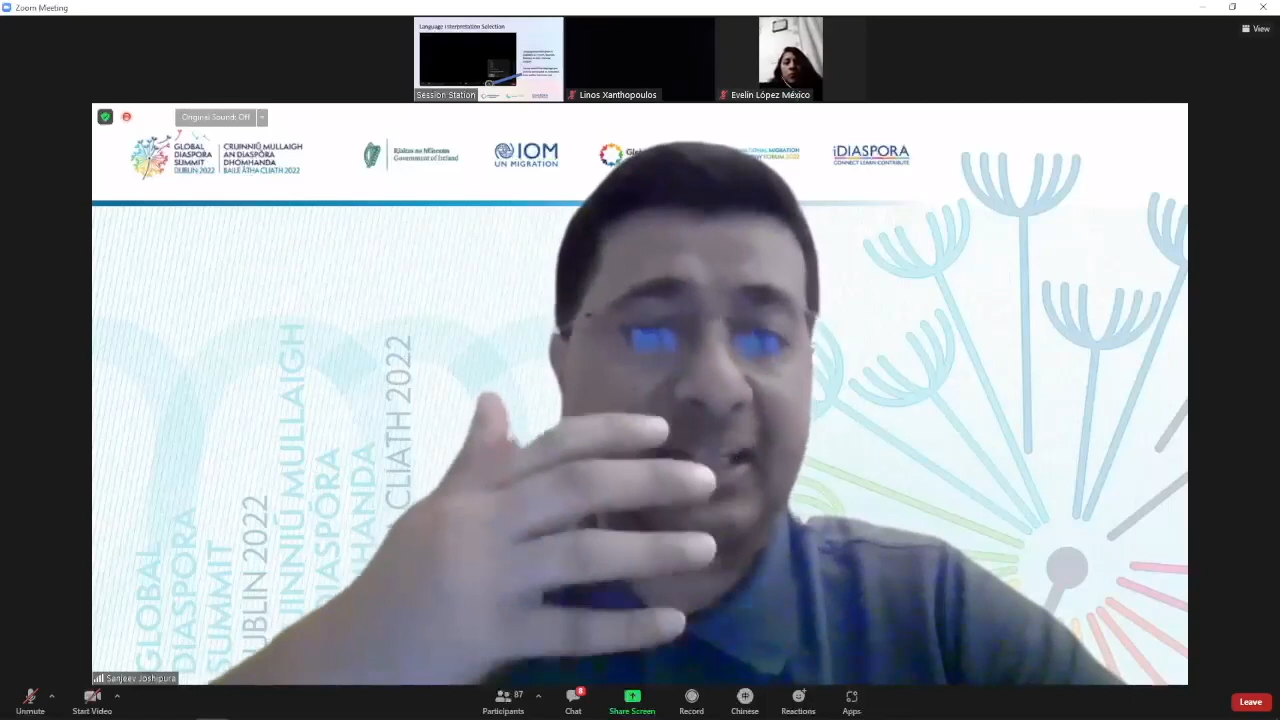 Zoom Meeting
View
Language Interpretation Selection
Session Station
Linos Xanthopoulos
Evelin López México
Original Sound: Off
GLOBAL
DIASPORA
SUMMIT
DUBLIN 2022
CRUINNIÚ MULLAIGH
AN DIASPÓRA
DHOMHANDA
BAILE ÁTHA CLIATH 2022
Rialtas na hÉireann
Government of Ireland
IOM
UN MIGRATION
iDIASPORA
CONNECT LEARN CONTRIBUTE
GLOBAL
DIASPORA
SUMMIT
UBLIN 2022
INNIÚ MULLAIGH
DIASPÓRA
HANDA
CLIATH 2022
Sanjeev Joshipura
Unmute
Start Video
Participants
87
Chat
8
Share Screen
Record
Chinese
Reactions
Apps
Leave